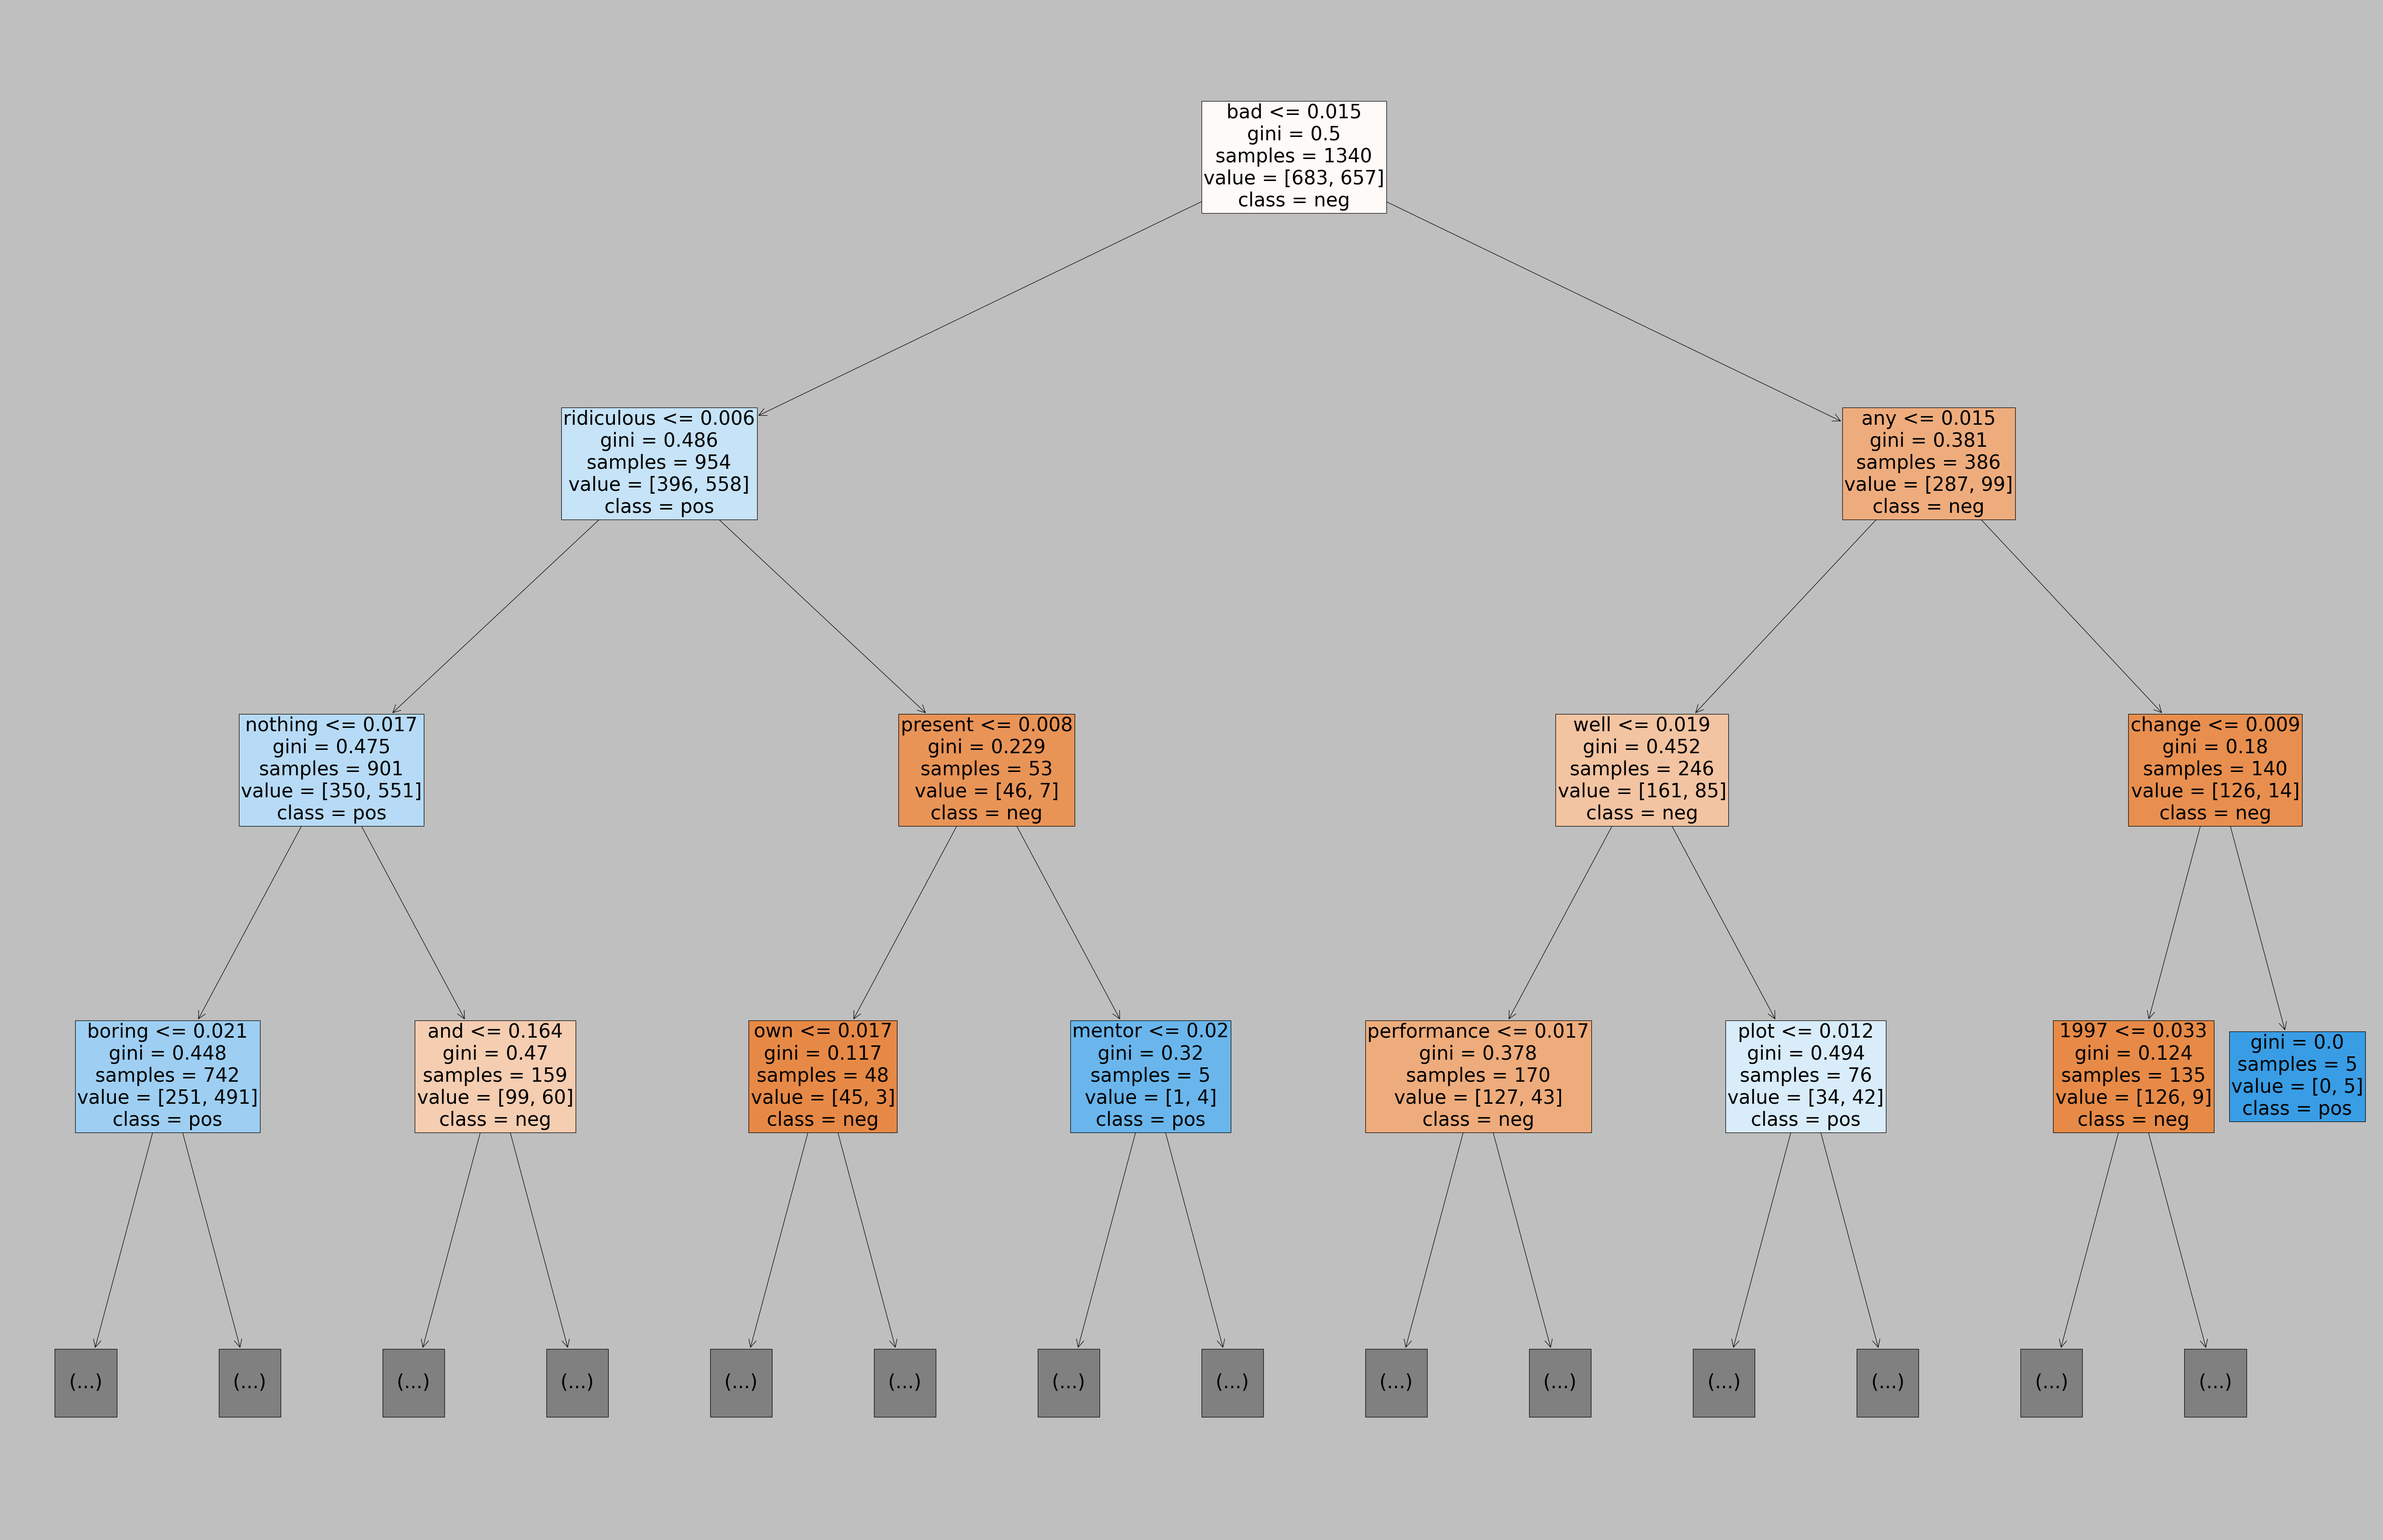 bad <= 0.015
gini = 0.5
samples = 1340
value = [683, 657]
class = neg
ridiculous <= 0.006
gini = 0.486
samples = 954
value = [396, 558]
class = pos
any <= 0.015
gini = 0.381
samples = 386
value = [287, 99]
class = neg
nothing <= 0.017
gini = 0.475
samples = 901
value = [350, 551]
class = pos
present <= 0.008
gini = 0.229
samples = 53
value = [46, 7]
class = neg
well <= 0.019
gini = 0.452
samples = 246
value = [161, 85]
class = neg
change <= 0.009
gini = 0.18
samples = 140
value = [126, 14]
class = neg
boring <= 0.021
gini = 0.448
samples = 742
value = [251, 491]
class = pos
and <= 0.164
gini = 0.47
samples = 159
value = [99, 60]
class = neg
own <= 0.017
gini = 0.117
samples = 48
value = [45, 3]
class = neg
mentor <= 0.02
gini = 0.32
samples = 5
value = [1, 4]
class = pos
performance <= 0.017
gini = 0.378
samples = 170
value = [127, 43]
class = neg
plot <= 0.012
gini = 0.494
samples = 76
value = [34, 42]
class = pos
1997 <= 0.033
gini = 0.124
samples = 135
value = [126, 9]
class = neg
gini = 0.0
samples = 5
value = [0, 5]
class = pos
(...)
(...)
(...)
(...)
(...)
(...)
(...)
(...)
(...)
(...)
(...)
(...)
(...)
(...)